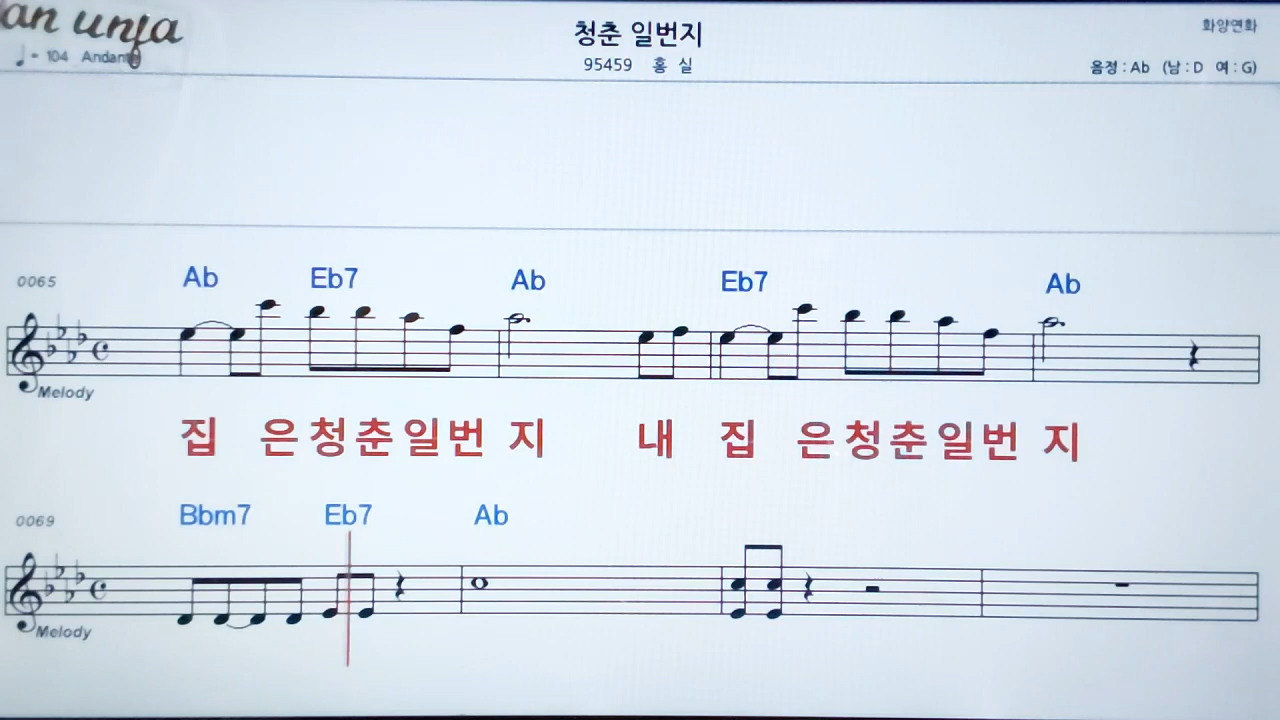 an unja
♩= 104 Andante
청춘 일번지
95459 홍 실
화양연화
음정 : Ab (남 : D 여 : G)
0065 Ab Eb7 Ab Eb7 Ab
Melody
집 은청춘일번 지 내 집 은청춘일번 지
0069 Bbm7 Eb7 Ab
Melody